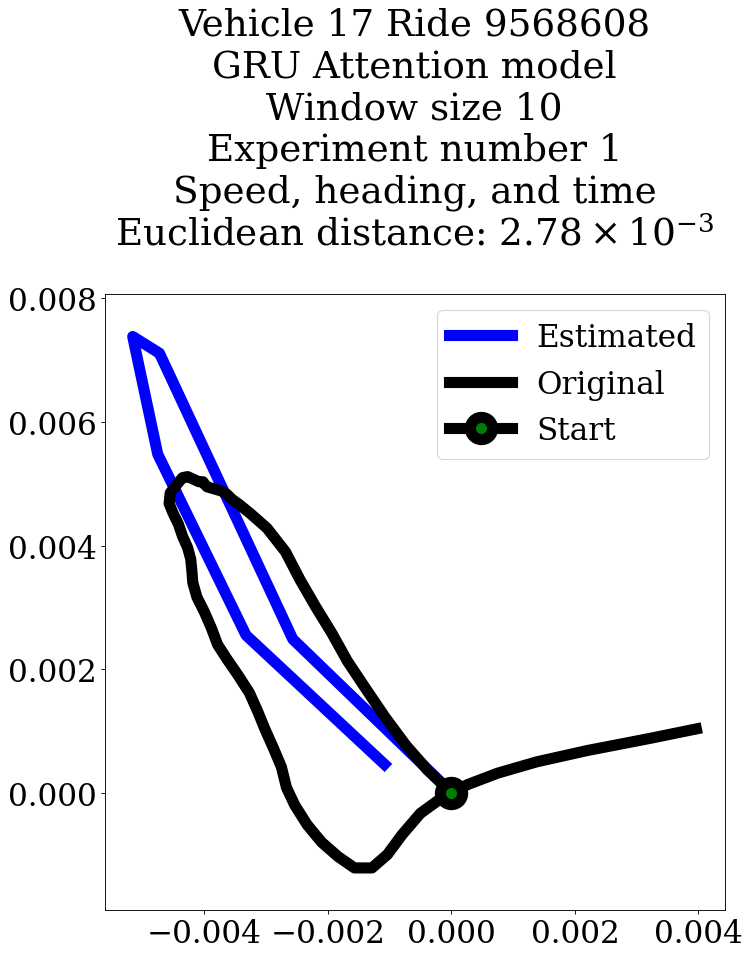 Vehicle 17 Ride 9568608
GRU Attention model
Window size 10
Experiment number 1
Speed, heading, and time
Euclidean distance: 2.78 × 10⁻³
0.008
0.006
0.004
0.002
0.000
Estimated
Original
Start
−0.004 −0.002 0.000 0.002 0.004